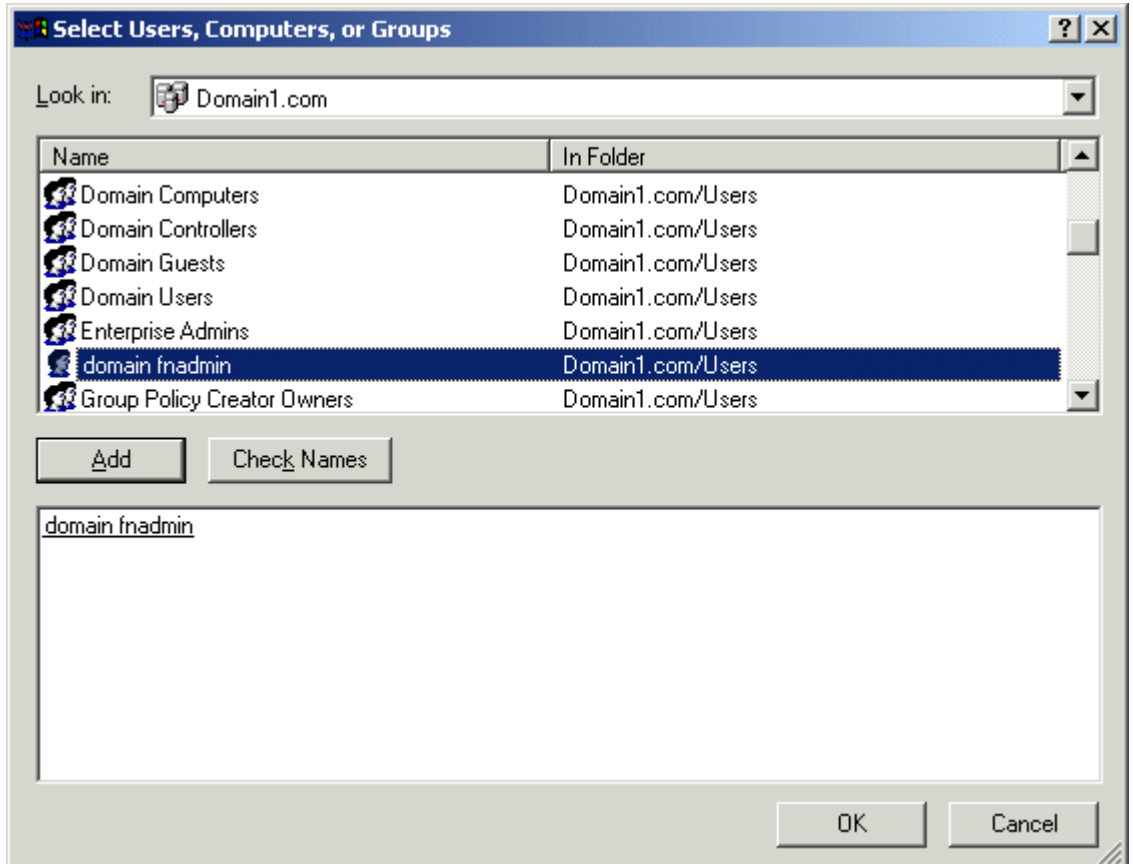 Select Users, Computers, or Groups
Look in: Domain1.com
Name In Folder
Domain Computers Domain1.com/Users
Domain Controllers Domain1.com/Users
Domain Guests Domain1.com/Users
Domain Users Domain1.com/Users
Enterprise Admins Domain1.com/Users
domain fnadmin Domain1.com/Users
Group Policy Creator Owners Domain1.com/Users
Add Check Names
domain fnadmin
OK Cancel